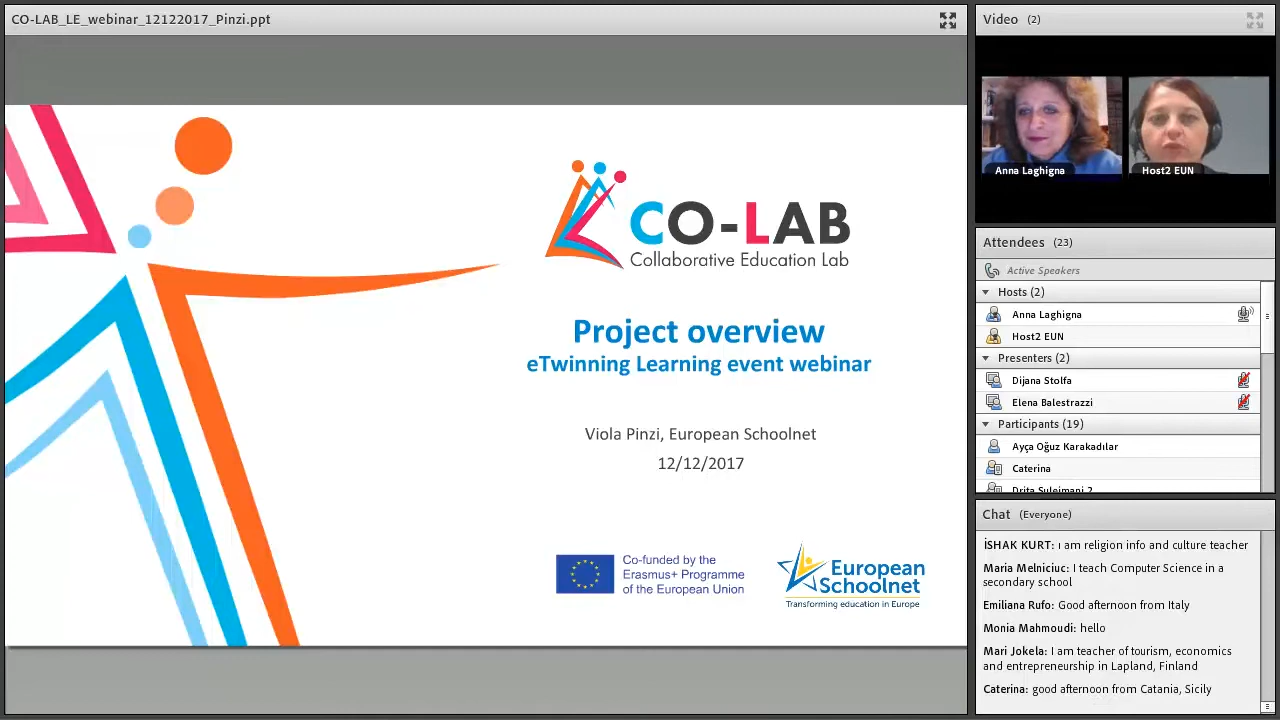 CO-LAB_LE_webinar_12122017_Pinzi.ppt
CO-LAB
Collaborative Education Lab
Project overview
eTwinning Learning event webinar
Viola Pinzi, European Schoolnet
12/12/2017
Co-funded by the
Erasmus+ Programme
of the European Union
European
Schoolnet
Transforming education in Europe
Video (2)
Anna Laghigna
Host2 EUN
Attendees (23)
Active Speakers
Hosts (2)
Anna Laghigna
Host2 EUN
Presenters (2)
Dijana Stolfa
Elena Balestrazzi
Participants (19)
Ayça Oğuz Karakadılar
Caterina
Drita Sulejmani 2
Chat (Everyone)
İSHAK KURT: ı am religion info and culture teacher
Maria Melniciuc: I teach Computer Science in a
secondary school
Emiliana Rufo: Good afternoon from Italy
Monia Mahmoudi: hello
Mari Jokela: I am teacher of tourism, economics
and entrepreneurship in Lapland, Finland
Caterina: good afternoon from Catania, Sicily